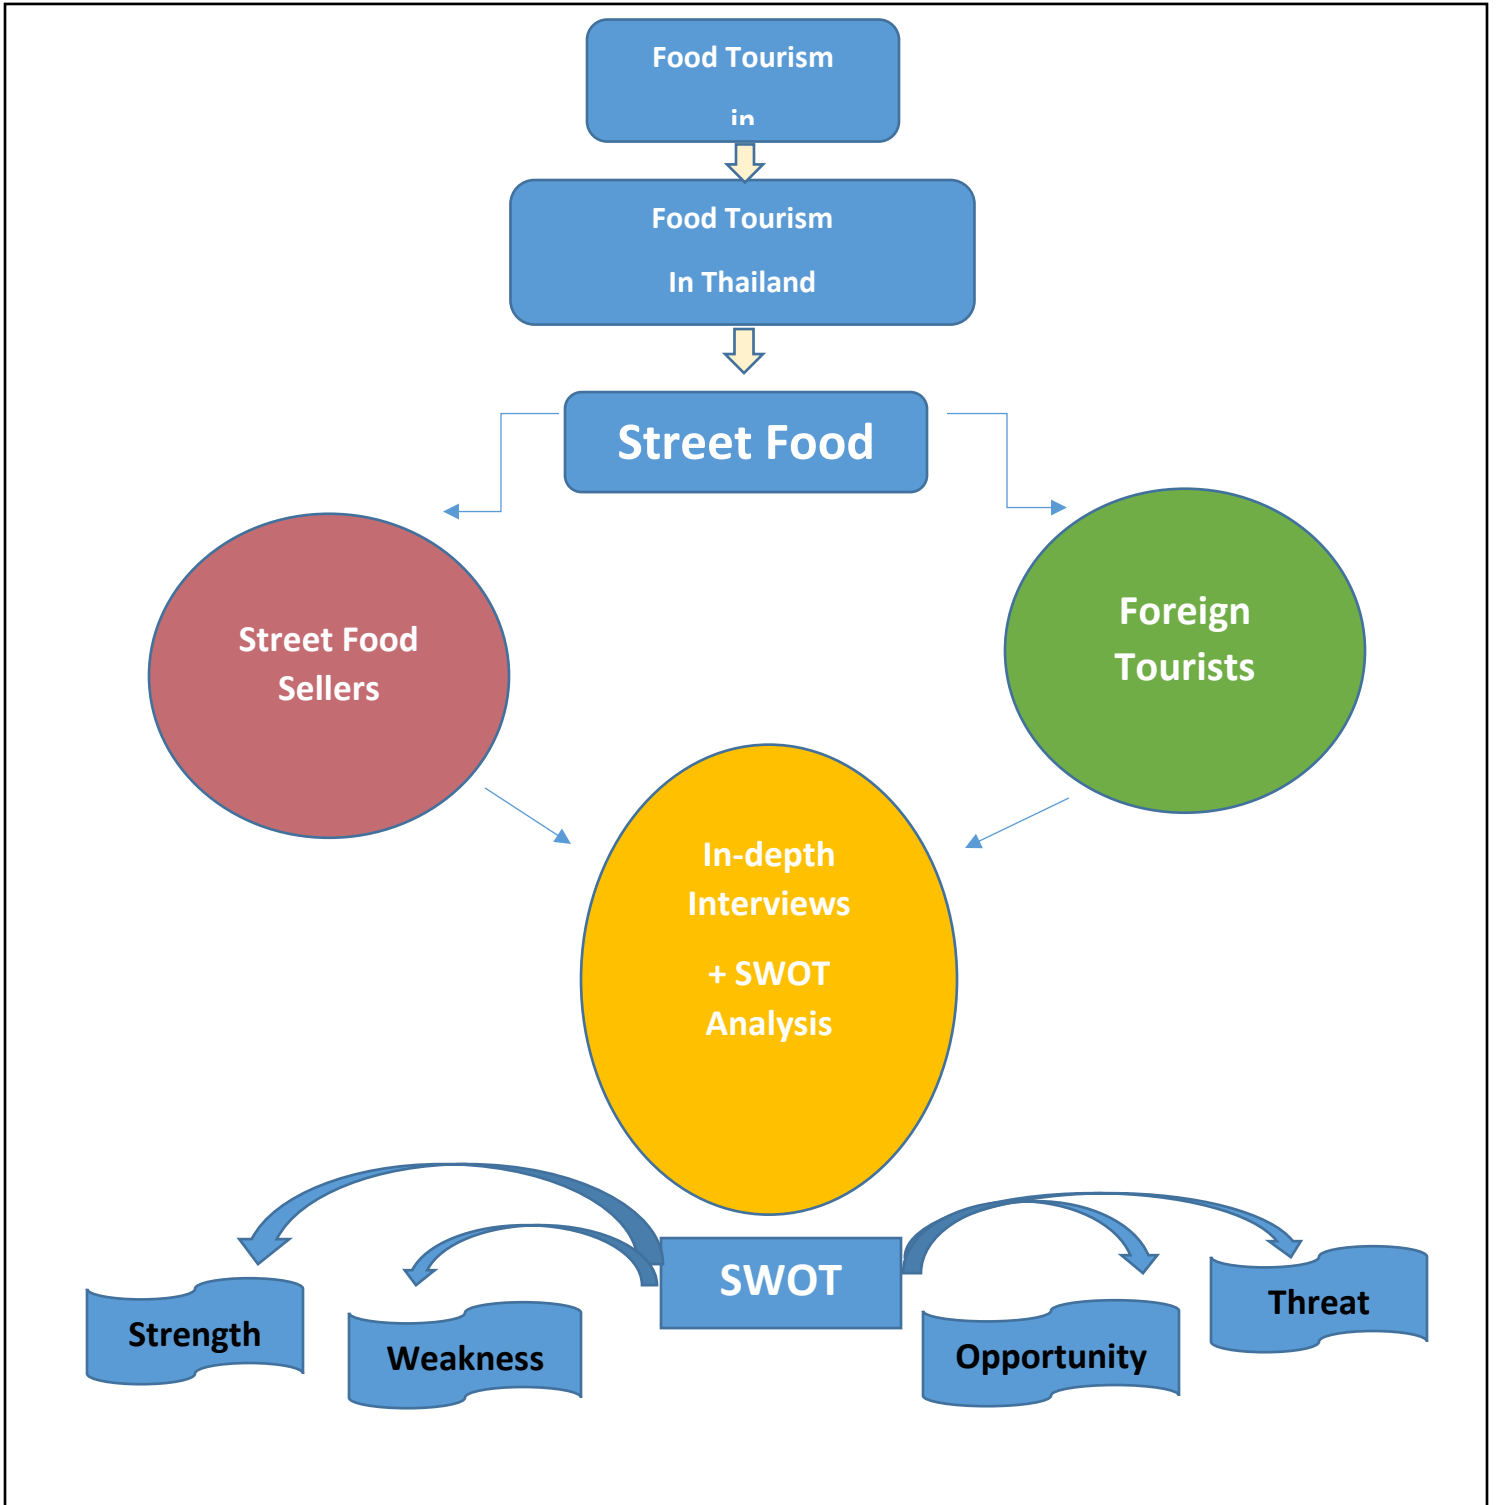 Food Tourism
in
Food Tourism
In Thailand
Street Food
Street Food
Sellers
Foreign
Tourists
In-depth
Interviews
+ SWOT
Analysis
SWOT
Strength
Weakness
Opportunity
Threat